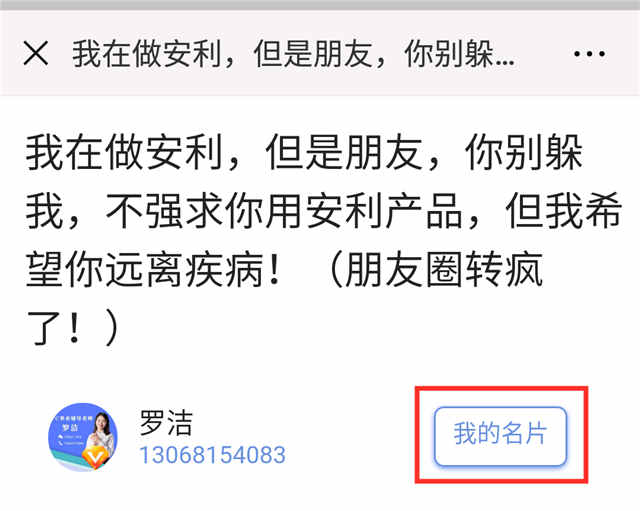 我在做安利，但是朋友，你别躲...
我在做安利，但是朋友，你别躲
我，不强求你用安利产品，但我希
望你远离疾病！（朋友圈转疯
了！）
罗洁
罗洁
13068154083
我的名片